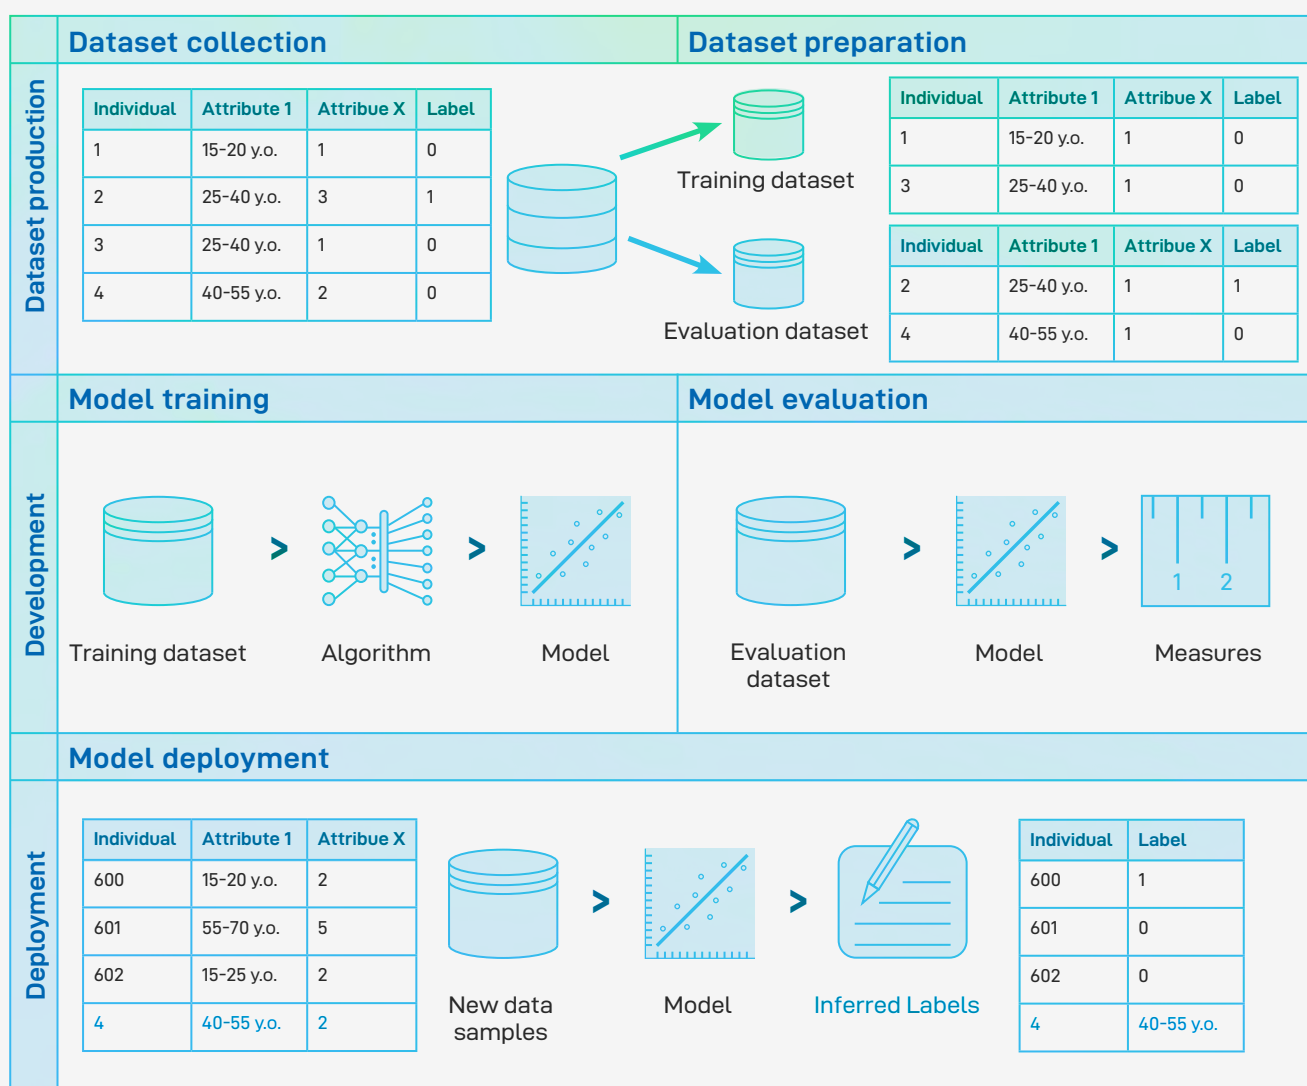 Dataset collection
Dataset preparation
Dataset production
Individual Attribute 1 Attribue X Label
1 15-20 y.o. 1 0
2 25-40 y.o. 3 1
3 25-40 y.o. 1 0
4 40-55 y.o. 2 0
Training dataset
Evaluation dataset
Individual Attribute 1 Attribue X Label
1 15-20 y.o. 1 0
3 25-40 y.o. 1 0
Individual Attribute 1 Attribue X Label
2 25-40 y.o. 1 1
4 40-55 y.o. 1 0
Model training
Model evaluation
Development
> >
Training dataset
Algorithm
Model
> >
1 2
Evaluation
dataset
Model
Measures
Model deployment
Deployment
Individual Attribute 1 Attribue X
600 15-20 y.o. 2
601 55-70 y.o. 5
602 15-25 y.o. 2
4 40-55 y.o. 2
> >
New data
samples
Model
Inferred Labels
Individual Label
600 1
601 0
602 0
4 40-55 y.o.